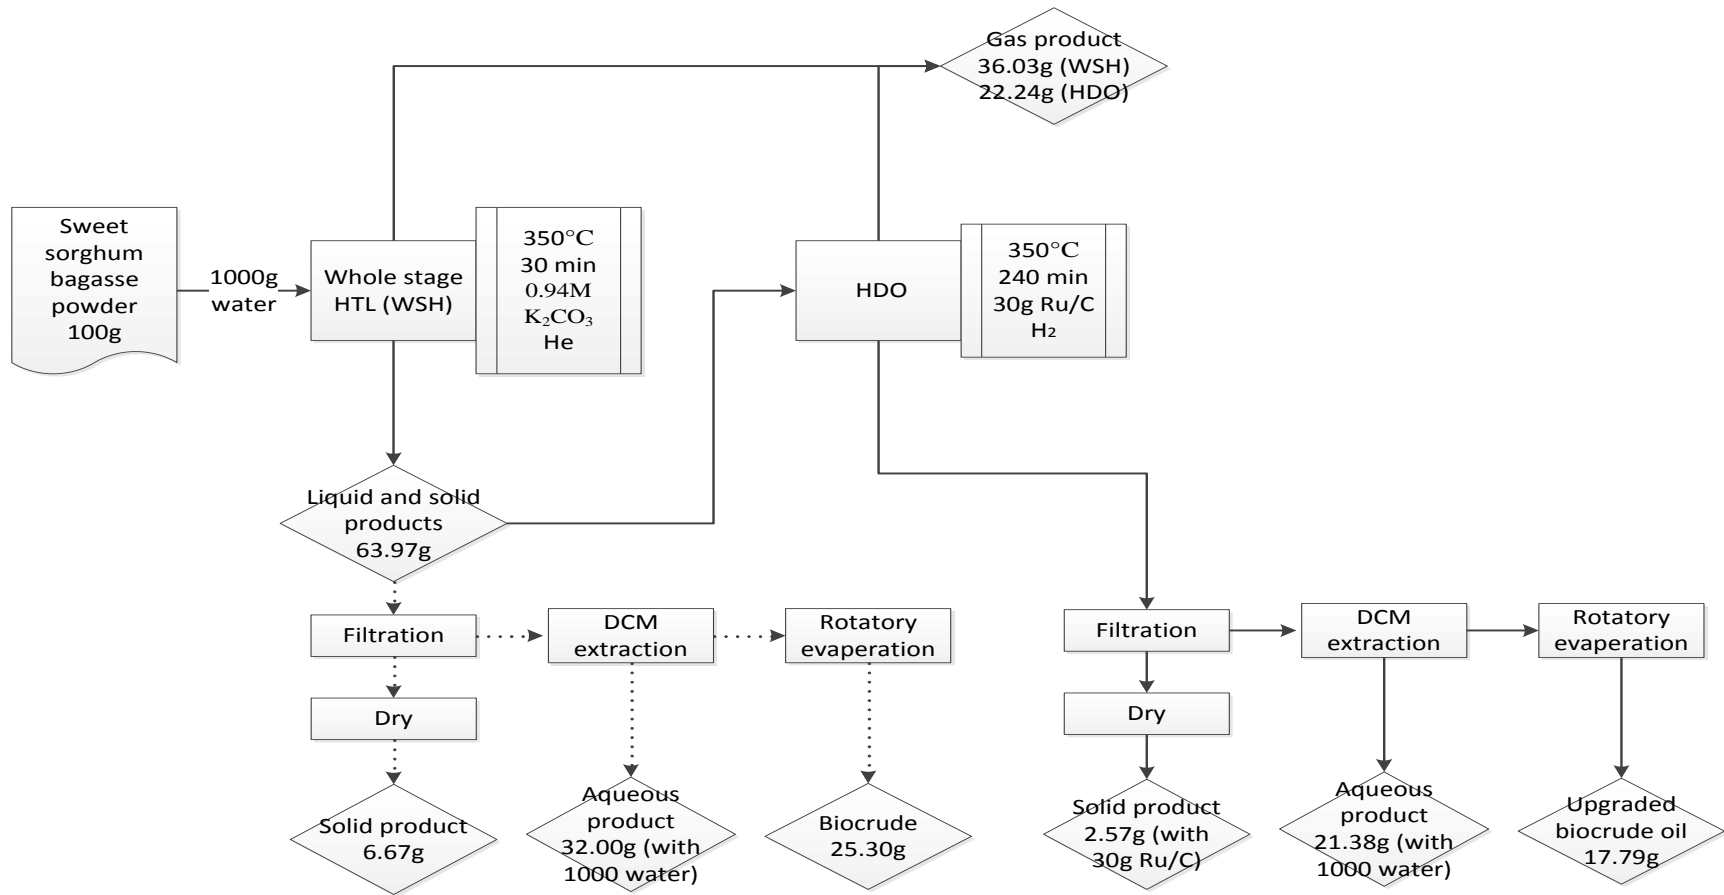 Gas product
36.03g (WSH)
22.24g (HDO)
Sweet
sorghum
bagasse
powder
100g
1000g
water
Whole stage
HTL (WSH)
350°C
30 min
0.94M
K₂CO₃
He
HDO
350°C
240 min
30g Ru/C
H₂
Liquid and solid
products
63.97g
Filtration
DCM
extraction
Rotatory
evaperation
Dry
Solid product
6.67g
Aqueous
product
32.00g (with
1000 water)
Biocrude
25.30g
Filtration
DCM
extraction
Rotatory
evaperation
Dry
Solid product
2.57g (with
30g Ru/C)
Aqueous
product
21.38g (with
1000 water)
Upgraded
biocrude oil
17.79g